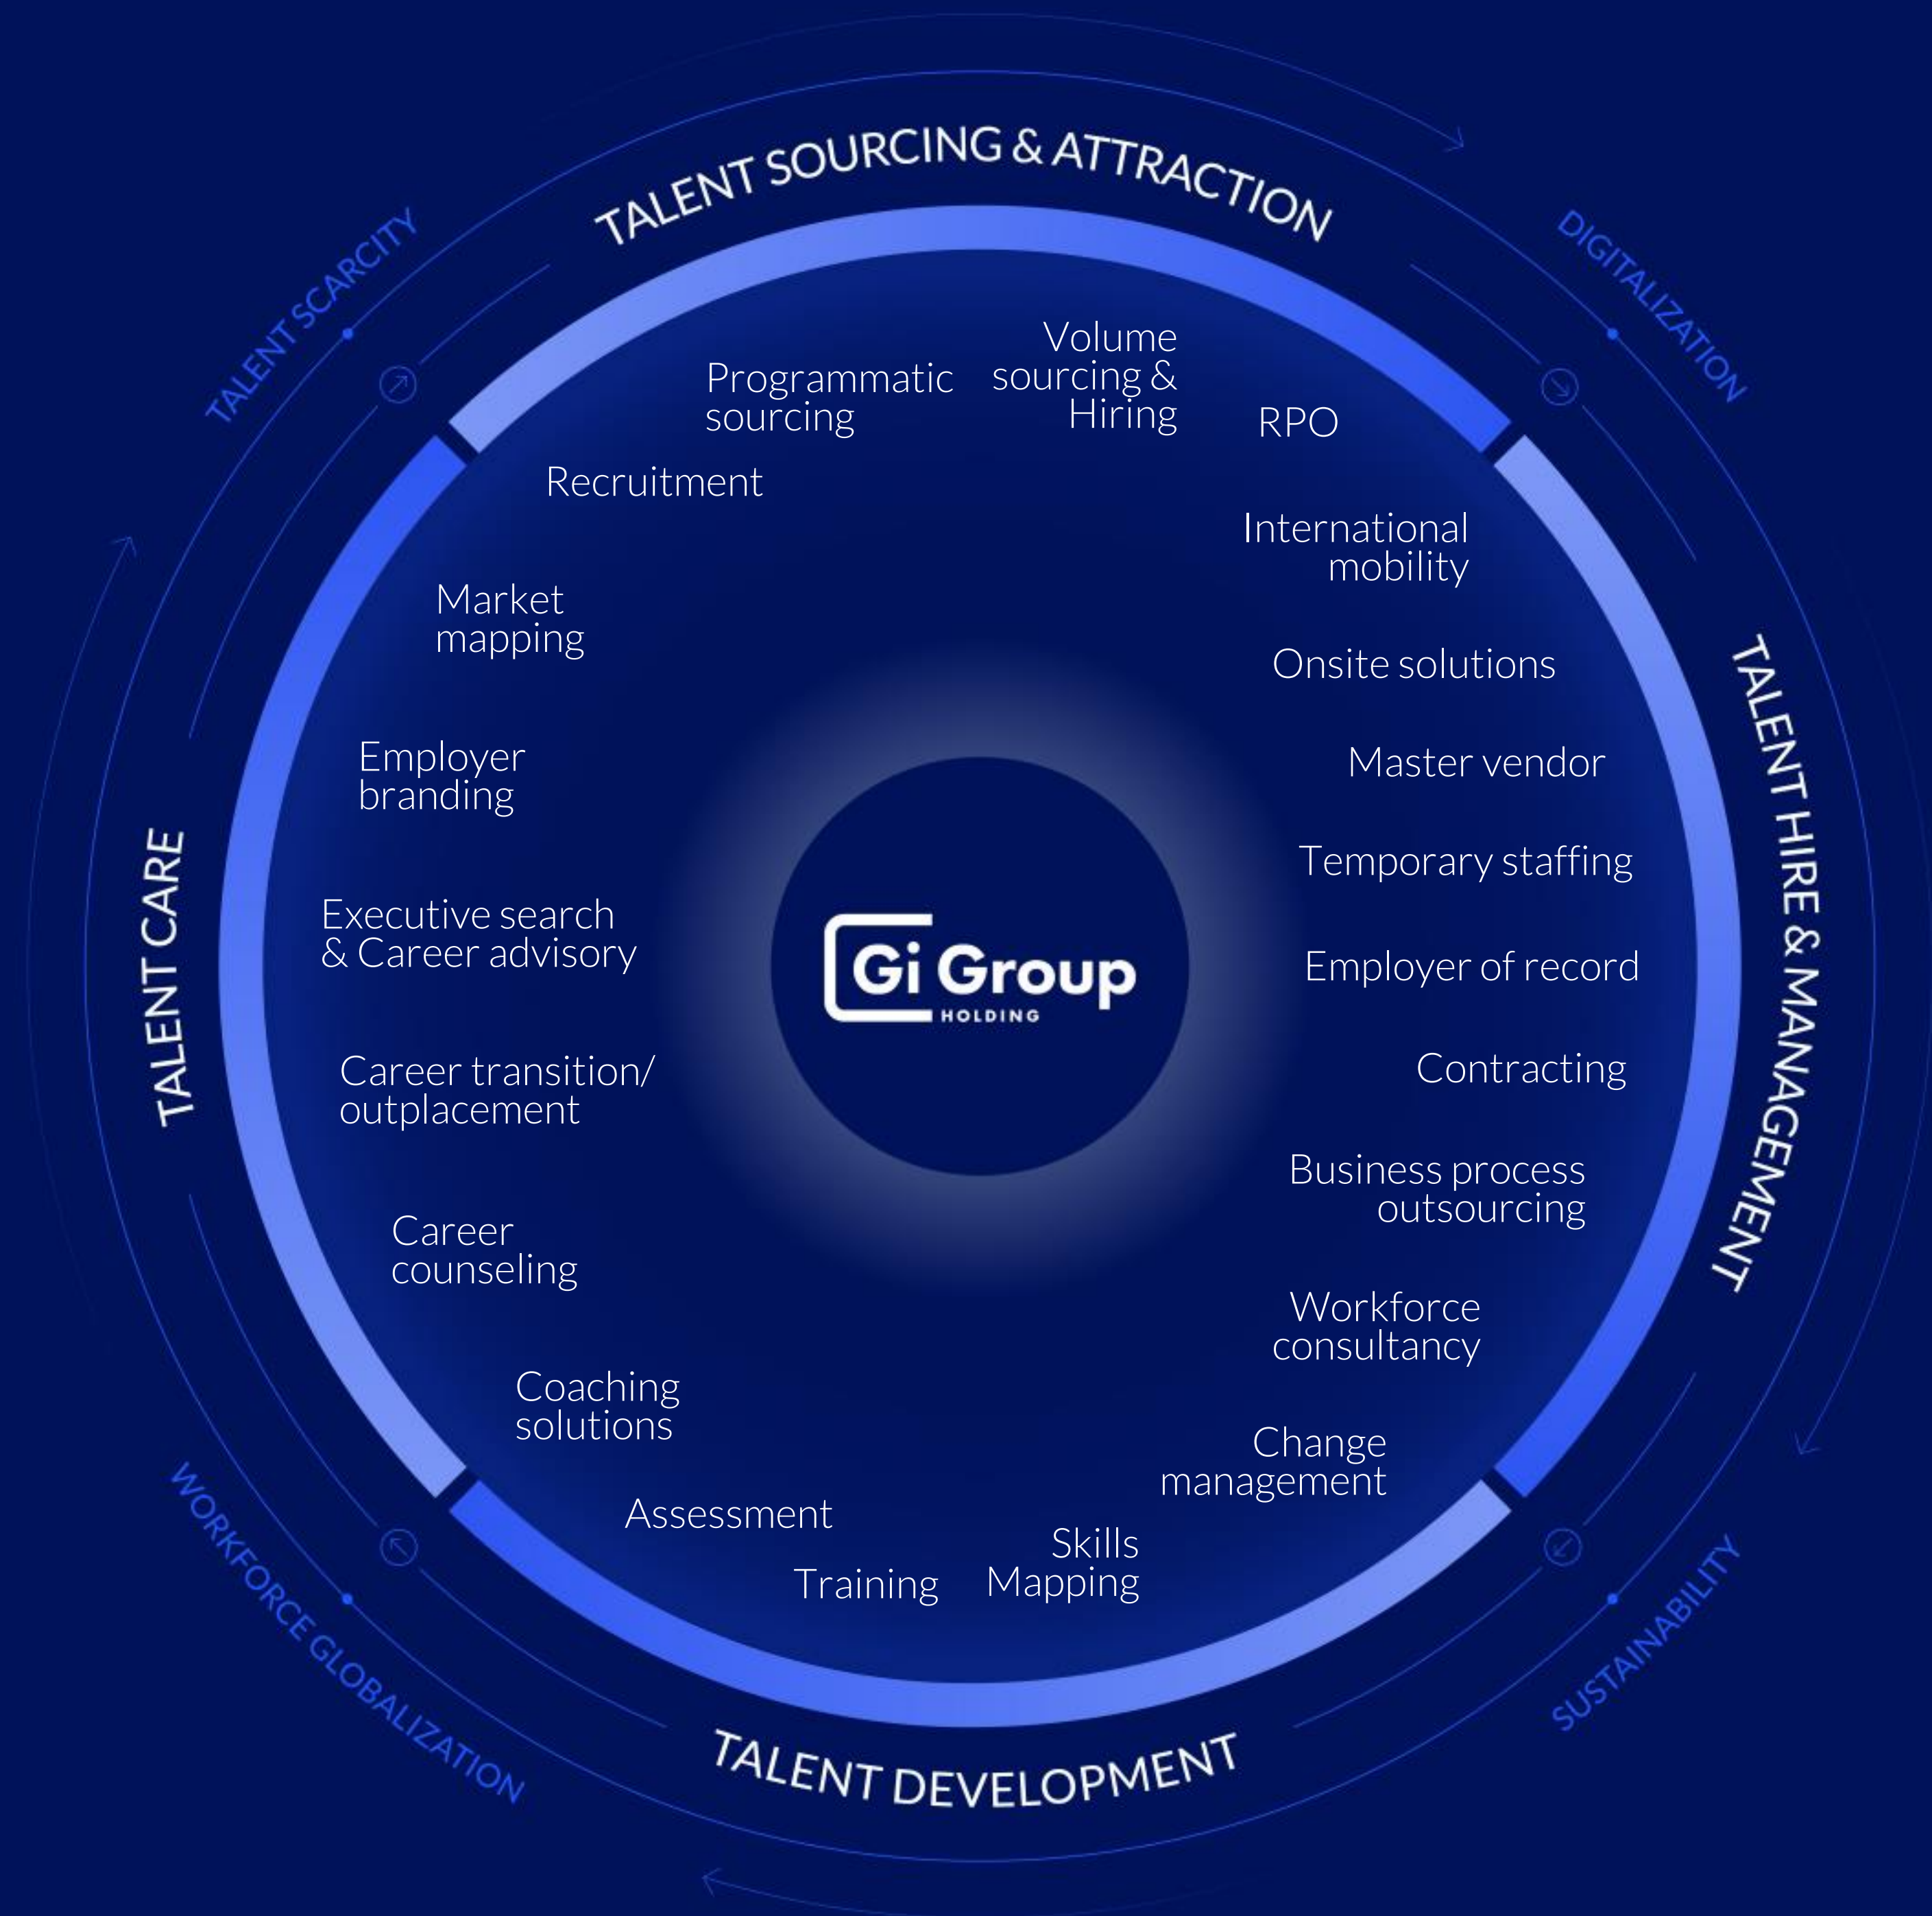 TALENT SOURCING & ATTRACTION
TALENT SCARCITY
DIGITALIZATION
Volume
sourcing &
Hiring
Programmatic
sourcing
RPO
Recruitment
International
mobility
Market
mapping
Onsite solutions
Employer
branding
Master vendor
Temporary staffing
TALENT CARE
TALENT HIRE & MANAGEMENT
Executive search
& Career advisory
Gi Group
HOLDING
Employer of record
Career transition/
outplacement
Contracting
Business process
outsourcing
Career
counseling
Workforce
consultancy
Coaching
solutions
Change
management
Assessment
Training
Skills
Mapping
WORKFORCE GLOBALIZATION
SUSTAINABILITY
TALENT DEVELOPMENT